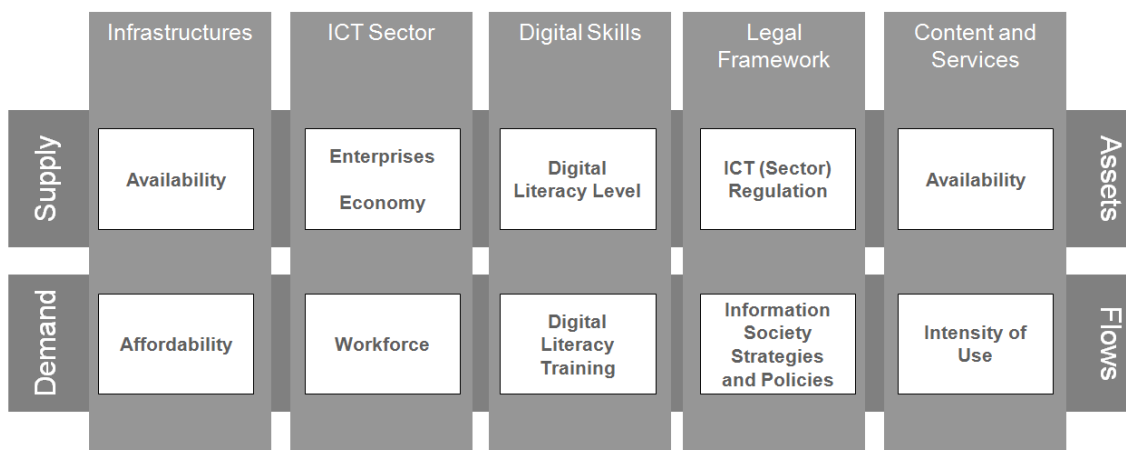 Infrastructures
ICT Sector
Digital Skills
Legal
Framework
Content and
Services
Supply
Availability
Enterprises
Economy
Digital
Literacy Level
ICT (Sector)
Regulation
Availability
Assets
Demand
Affordability
Workforce
Digital
Literacy
Training
Information
Society
Strategies
and Policies
Intensity of
Use
Flows